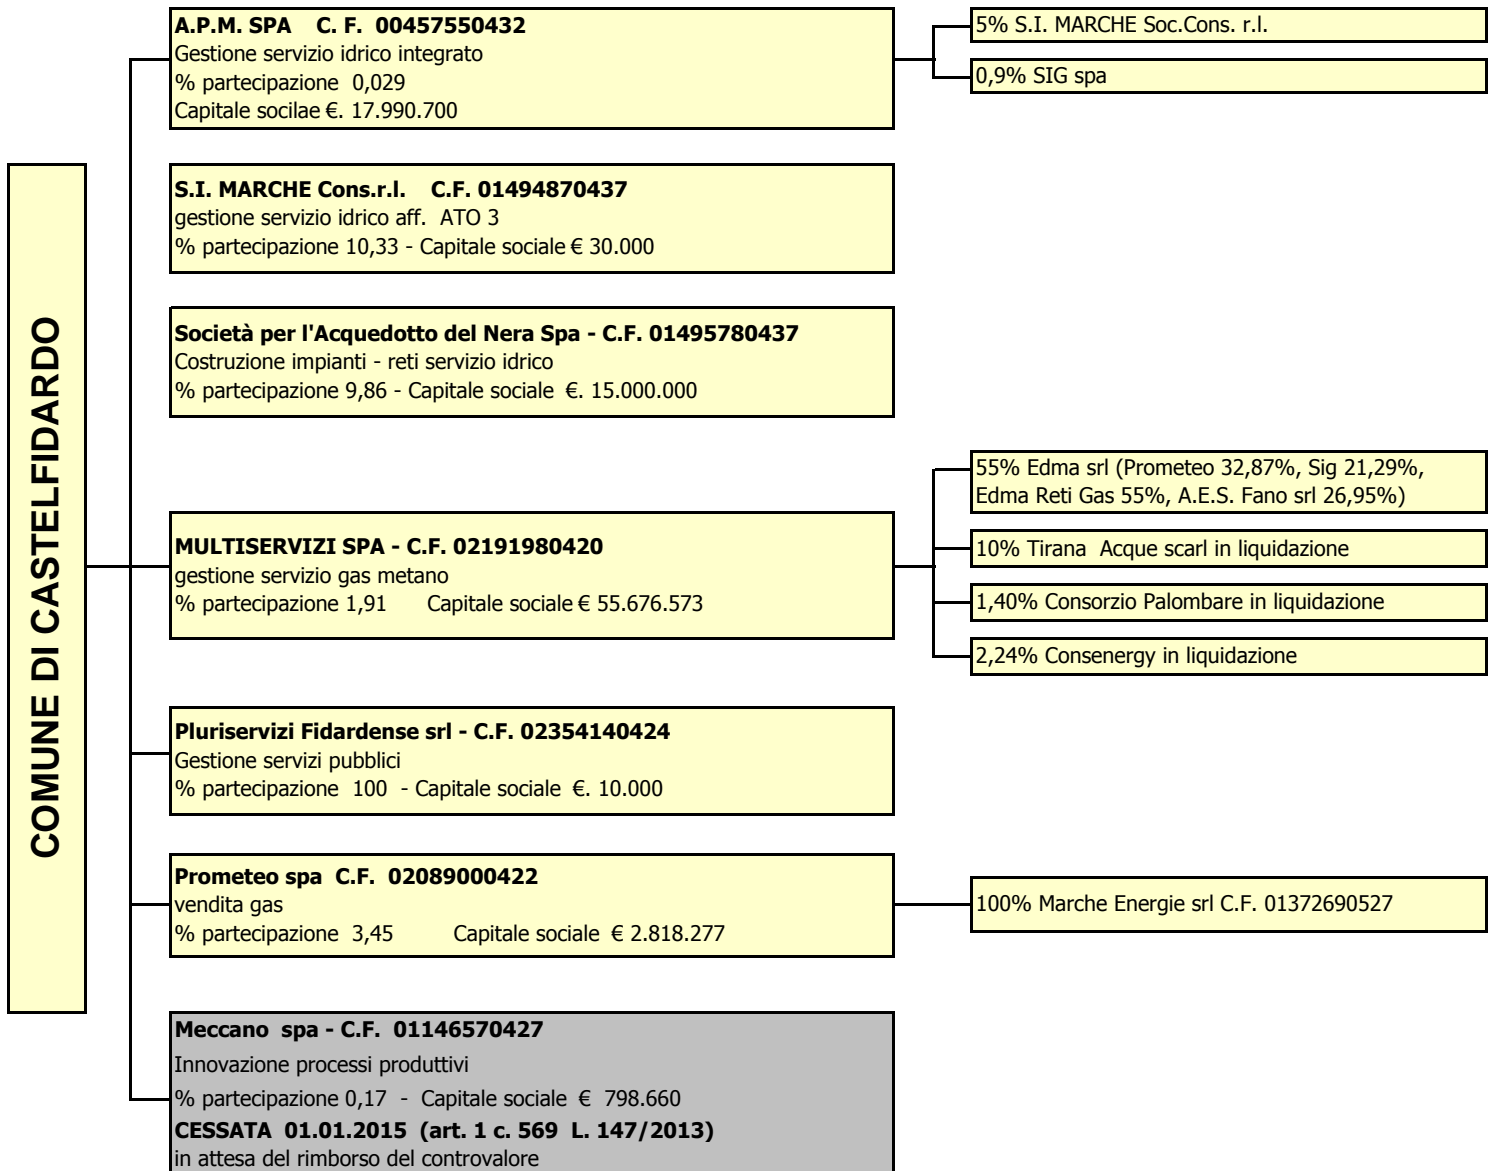 COMUNE DI CASTELFIDARDO
A.P.M. SPA C. F. 00457550432
Gestione servizio idrico integrato
% partecipazione 0,029
Capitale socilae €. 17.990.700
5% S.I. MARCHE Soc.Cons. r.l.
0,9% SIG spa
S.I. MARCHE Cons.r.l. C.F. 01494870437
gestione servizio idrico aff. ATO 3
% partecipazione 10,33 - Capitale sociale € 30.000
Società per l'Acquedotto del Nera Spa - C.F. 01495780437
Costruzione impianti - reti servizio idrico
% partecipazione 9,86 - Capitale sociale €. 15.000.000
MULTISERVIZI SPA - C.F. 02191980420
gestione servizio gas metano
% partecipazione 1,91 Capitale sociale € 55.676.573
55% Edma srl (Prometeo 32,87%, Sig 21,29%,
Edma Reti Gas 55%, A.E.S. Fano srl 26,95%)
10% Tirana Acque scarl in liquidazione
1,40% Consorzio Palombare in liquidazione
2,24% Consenergy in liquidazione
Pluriservizi Fidardense srl - C.F. 02354140424
Gestione servizi pubblici
% partecipazione 100 - Capitale sociale €. 10.000
Prometeo spa C.F. 02089000422
vendita gas
% partecipazione 3,45 Capitale sociale € 2.818.277
100% Marche Energie srl C.F. 01372690527
Meccano spa - C.F. 01146570427
Innovazione processi produttivi
% partecipazione 0,17 - Capitale sociale € 798.660
CESSATA 01.01.2015 (art. 1 c. 569 L. 147/2013)
in attesa del rimborso del controvalore